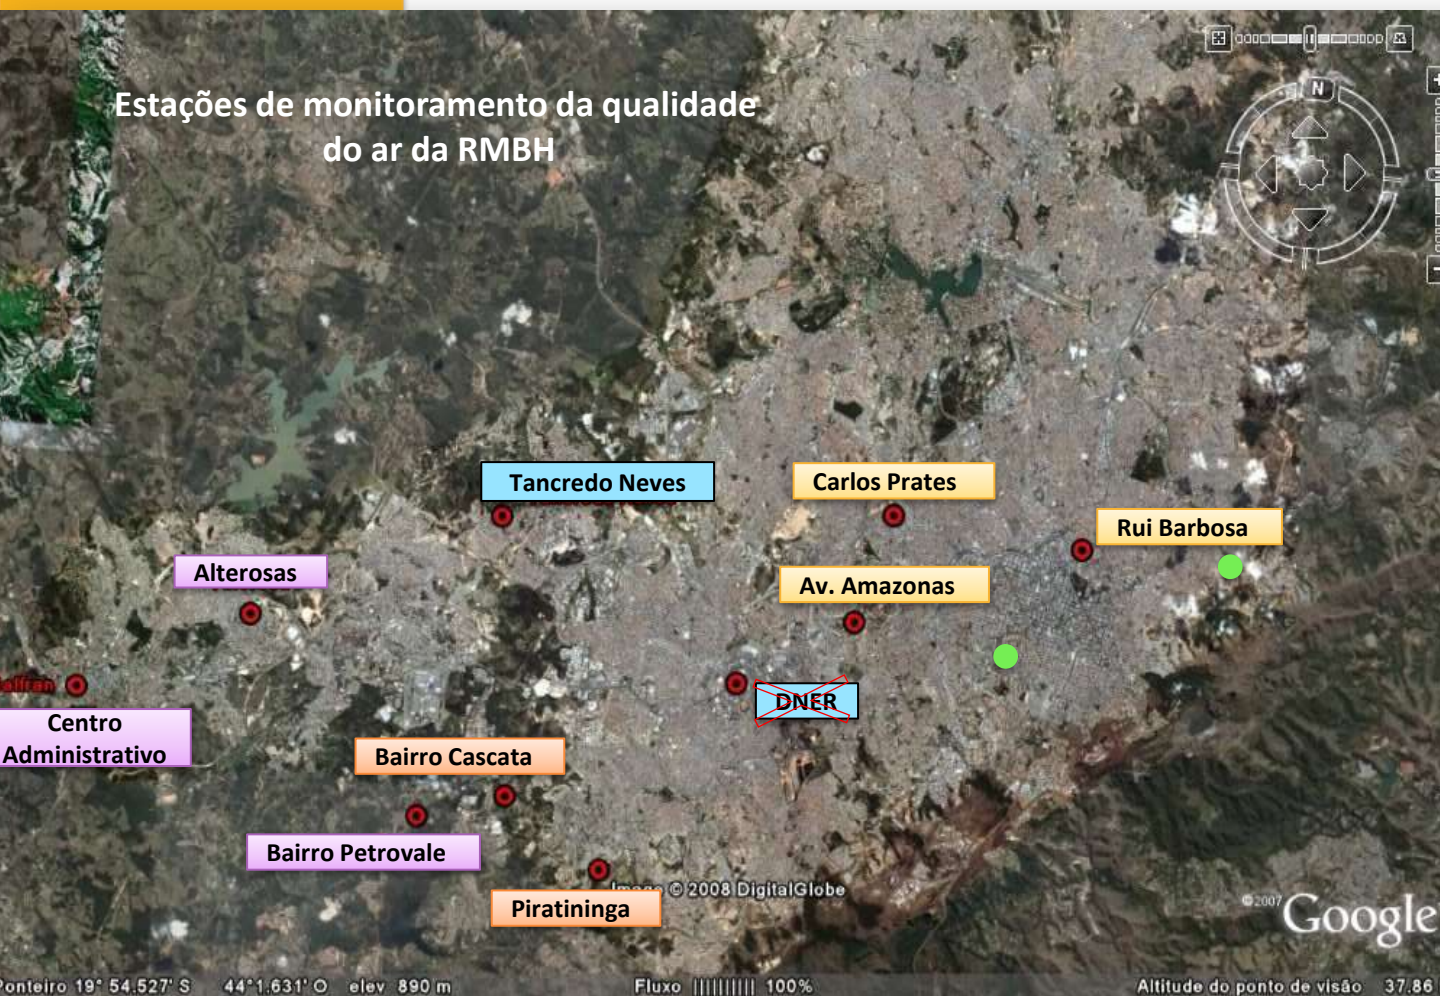 N
Estações de monitoramento da qualidade
do ar da RMBH
Tancredo Neves
Carlos Prates
Rui Barbosa
Alterosas
Av. Amazonas
DNER
Centro
Administrativo
Bairro Cascata
Bairro Petrovale
Piratininga
Image © 2008 DigitalGlobe
©2007 Google
Ponteiro 19° 54.527' S 44°1.631' O elev 890 m
Fluxo |||||||||| 100%
Altitude do ponto de visão 37.86